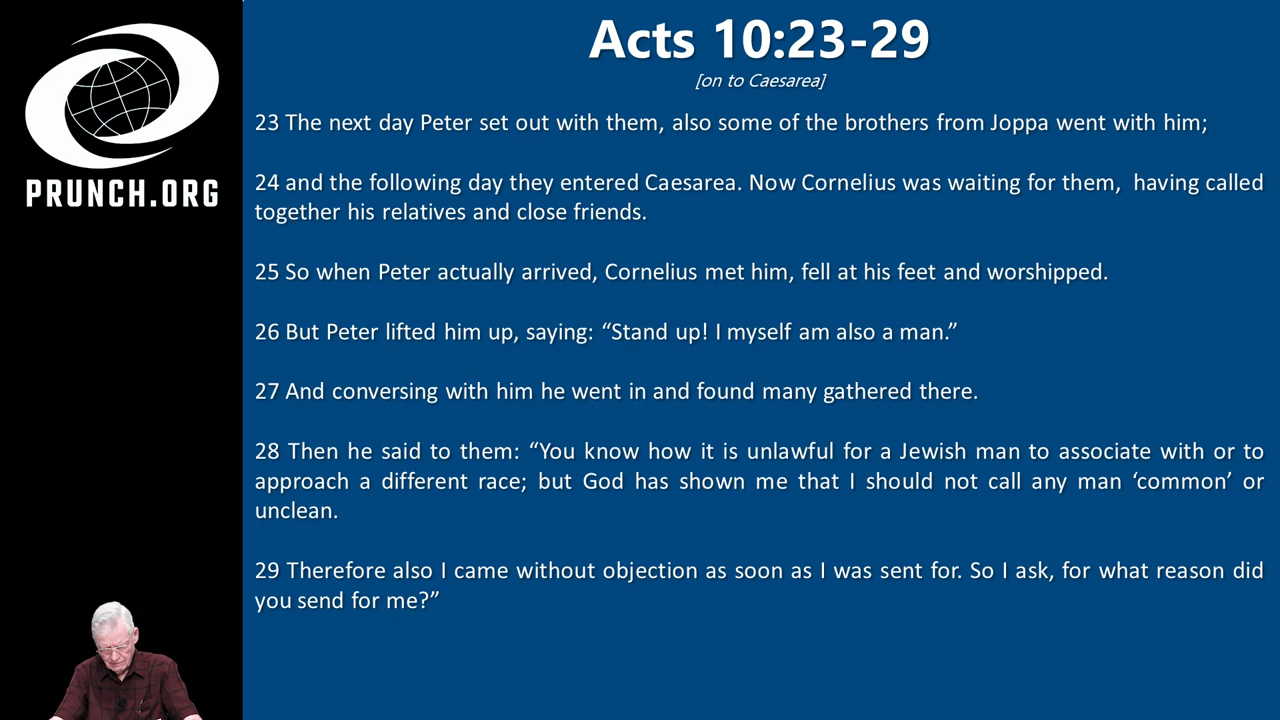 PRUNCH.ORG
Acts 10:23-29
[on to Caesarea]
23 The next day Peter set out with them, also some of the brothers from Joppa went with him;
24 and the following day they entered Caesarea. Now Cornelius was waiting for them, having called
together his relatives and close friends.
25 So when Peter actually arrived, Cornelius met him, fell at his feet and worshipped.
26 But Peter lifted him up, saying: “Stand up! I myself am also a man.”
27 And conversing with him he went in and found many gathered there.
28 Then he said to them: “You know how it is unlawful for a Jewish man to associate with or to
approach a different race; but God has shown me that I should not call any man ‘common’ or
unclean.
29 Therefore also I came without objection as soon as I was sent for. So I ask, for what reason did
you send for me?”